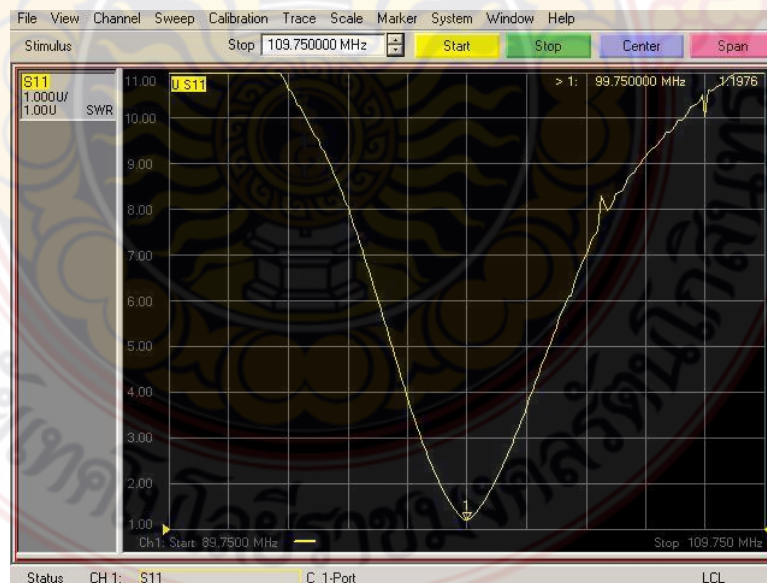 File View Channel Sweep Calibration Trace Scale Marker System Window Help
Stimulus Stop 109.750000 MHz Start Stop Center Span
S11
1.000U/
1.00U SWR
11.00 U S11 > 1: 99.750000 MHz 1.1976
10.00
9.00
8.00
7.00
6.00
5.00
4.00
3.00
2.00
1
1.00
Ch1: Start 89.7500 MHz Stop 109.750 MHz
Status CH 1: S11 C 1-Port LCL